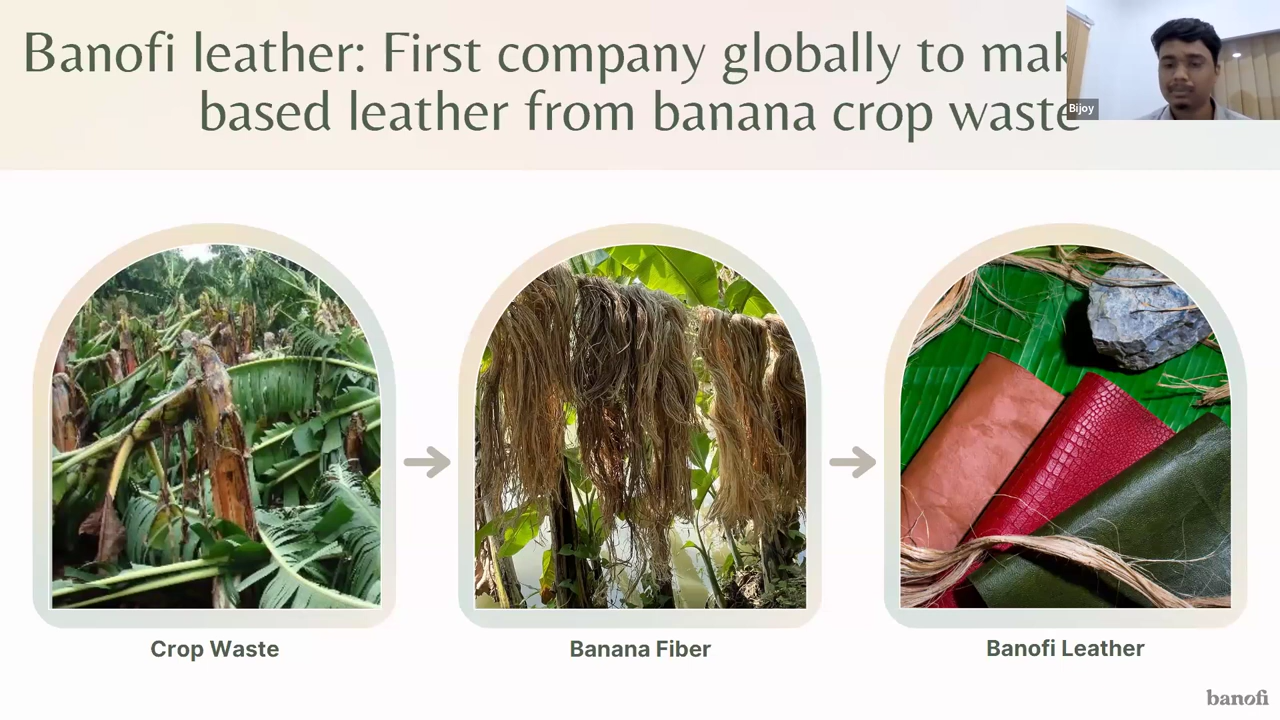 Banofi leather: First company globally to mak
based leather from banana crop waste
Bijoy
Crop Waste
Banana Fiber
Banofi Leather
banofi